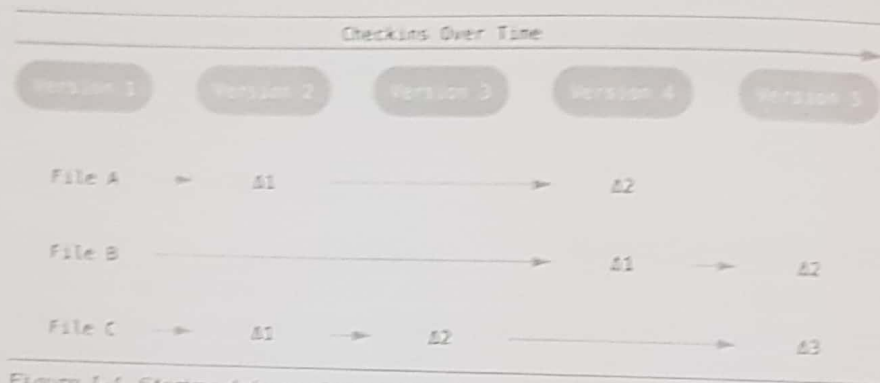 Checkins Over Time
Version 1 Version 2 Version 3 Version 4 Version 5
File A Δ1 Δ2
File B Δ1 Δ2
File C Δ1 Δ2 Δ3